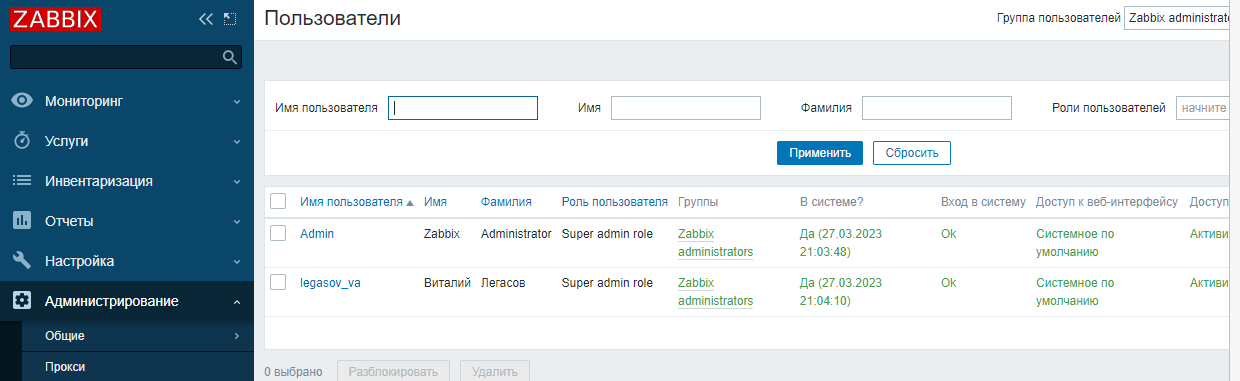 ZABBIX
Мониторинг
Услуги
Инвентаризация
Отчеты
Настройка
Администрирование
Общие
Прокси
Пользователи
Группа пользователей Zabbix administrato
Имя пользователя Имя Фамилия Роли пользователей начните
Применить Сбросить
Имя пользователя Имя Фамилия Роль пользователя Группы В системе? Вход в систему Доступ к веб-интерфейсу Доступ
Admin Zabbix Administrator Super admin role Zabbix Да (27.03.2023 Ok Системное по Активи
administrators 21:03:48) умолчанию
legasov_va Виталий Легасов Super admin role Zabbix Да (27.03.2023 Ok Системное по Активи
administrators 21:04:10) умолчанию
0 выбрано Разблокировать Удалить